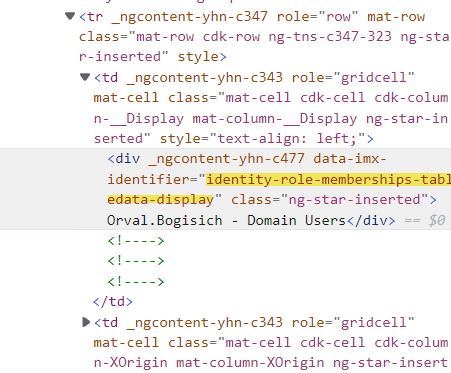 <tr _ngcontent-yhn-c347 role="row" mat-row
class="mat-row cdk-row ng-tns-c347-323 ng-sta
r-inserted" style>
<td _ngcontent-yhn-c343 role="gridcell"
mat-cell class="mat-cell cdk-cell cdk-colum
n-__Display mat-column-__Display ng-star-in
serted" style="text-align: left;">
<div _ngcontent-yhn-c477 data-imx-
identifier="identity-role-memberships-tabl
edata-display" class="ng-star-inserted">
Orval.Bogisich - Domain Users</div> == $0
<!---->
<!---->
<!---->
</td>
<td _ngcontent-yhn-c343 role="gridcell"
mat-cell class="mat-cell cdk-cell cdk-colum
n-XOrigin mat-column-XOrigin ng-star-insert